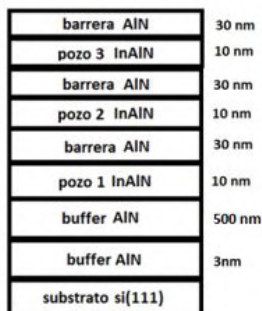 barrera AlN 30 nm
pozo 3 InAlN 10 nm
barrera AlN 30 nm
pozo 2 InAlN 10 nm
barrera AlN 30 nm
pozo 1 InAlN 10 nm
buffer AlN 500 nm
buffer AlN 3nm
substrato si(111)